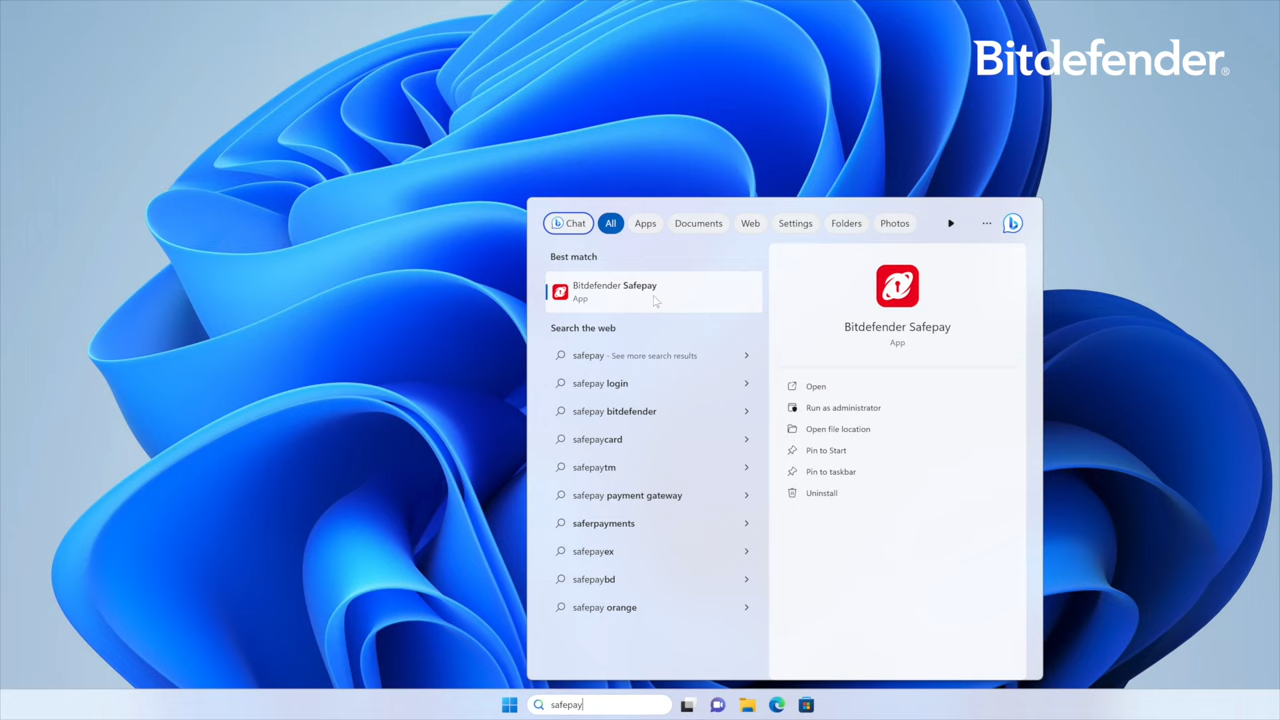 Bitdefender®
Chat All Apps Documents Web Settings Folders Photos ...
Best match
Bitdefender Safepay
App
Search the web
safepay - See more search results
safepay login
safepay bitdefender
safepaycard
safepaytm
safepay payment gateway
saferpayments
safepayex
safepaybd
safepay orange
Bitdefender Safepay
App
Open
Run as administrator
Open file location
Pin to Start
Pin to taskbar
Uninstall
safepay